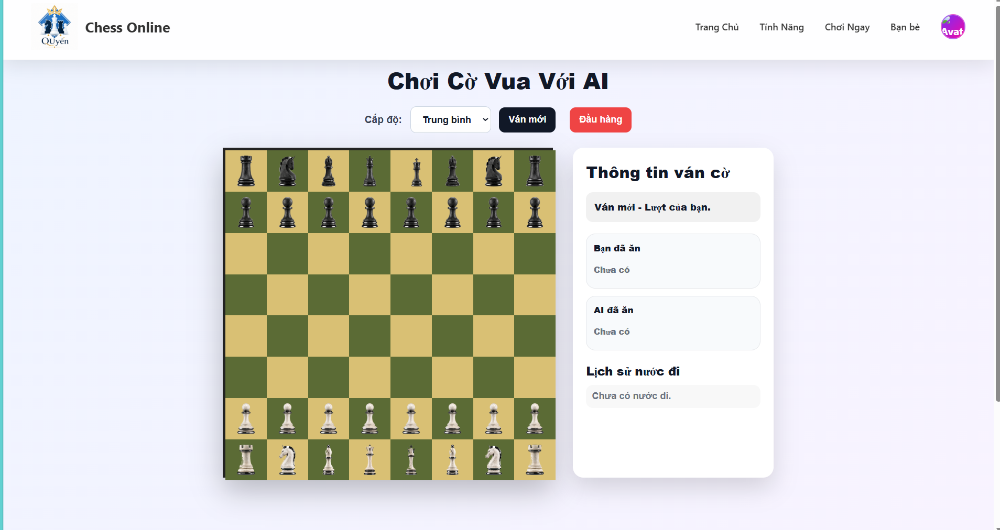 QUyến
Chess Online
Trang Chủ
Tính Năng
Chơi Ngay
Bạn bè
Avat
Chơi Cờ Vua Với AI
Cấp độ:
Trung bình
Ván mới
Đầu hàng
Thông tin ván cờ
Ván mới - Lượt của bạn.
Bạn đã ăn
Chưa có
AI đã ăn
Chưa có
Lịch sử nước đi
Chưa có nước đi.